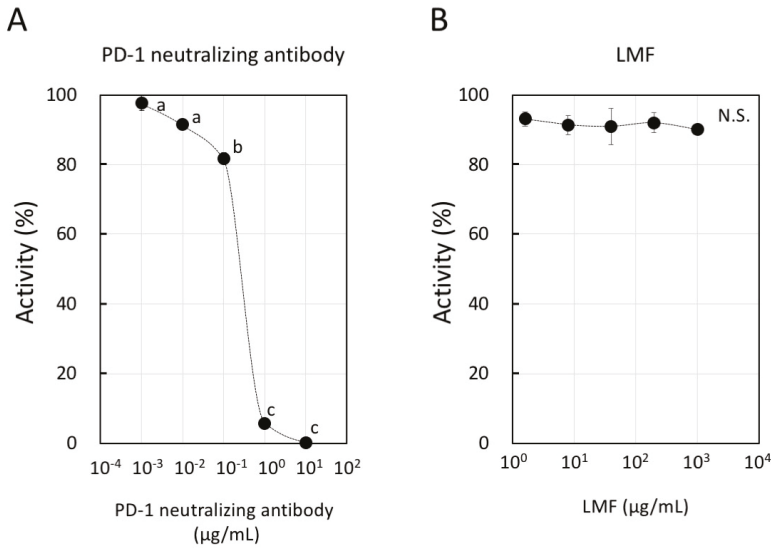 A
PD-1 neutralizing antibody
100
80
60
40
20
0
Activity (%)
a
a
b
c
c
10⁻⁴ 10⁻³ 10⁻² 10⁻¹ 10⁰ 10¹ 10²
PD-1 neutralizing antibody
(µg/mL)
B
LMF
100
80
60
40
20
0
Activity (%)
N.S.
10⁰ 10¹ 10² 10³ 10⁴
LMF (µg/mL)